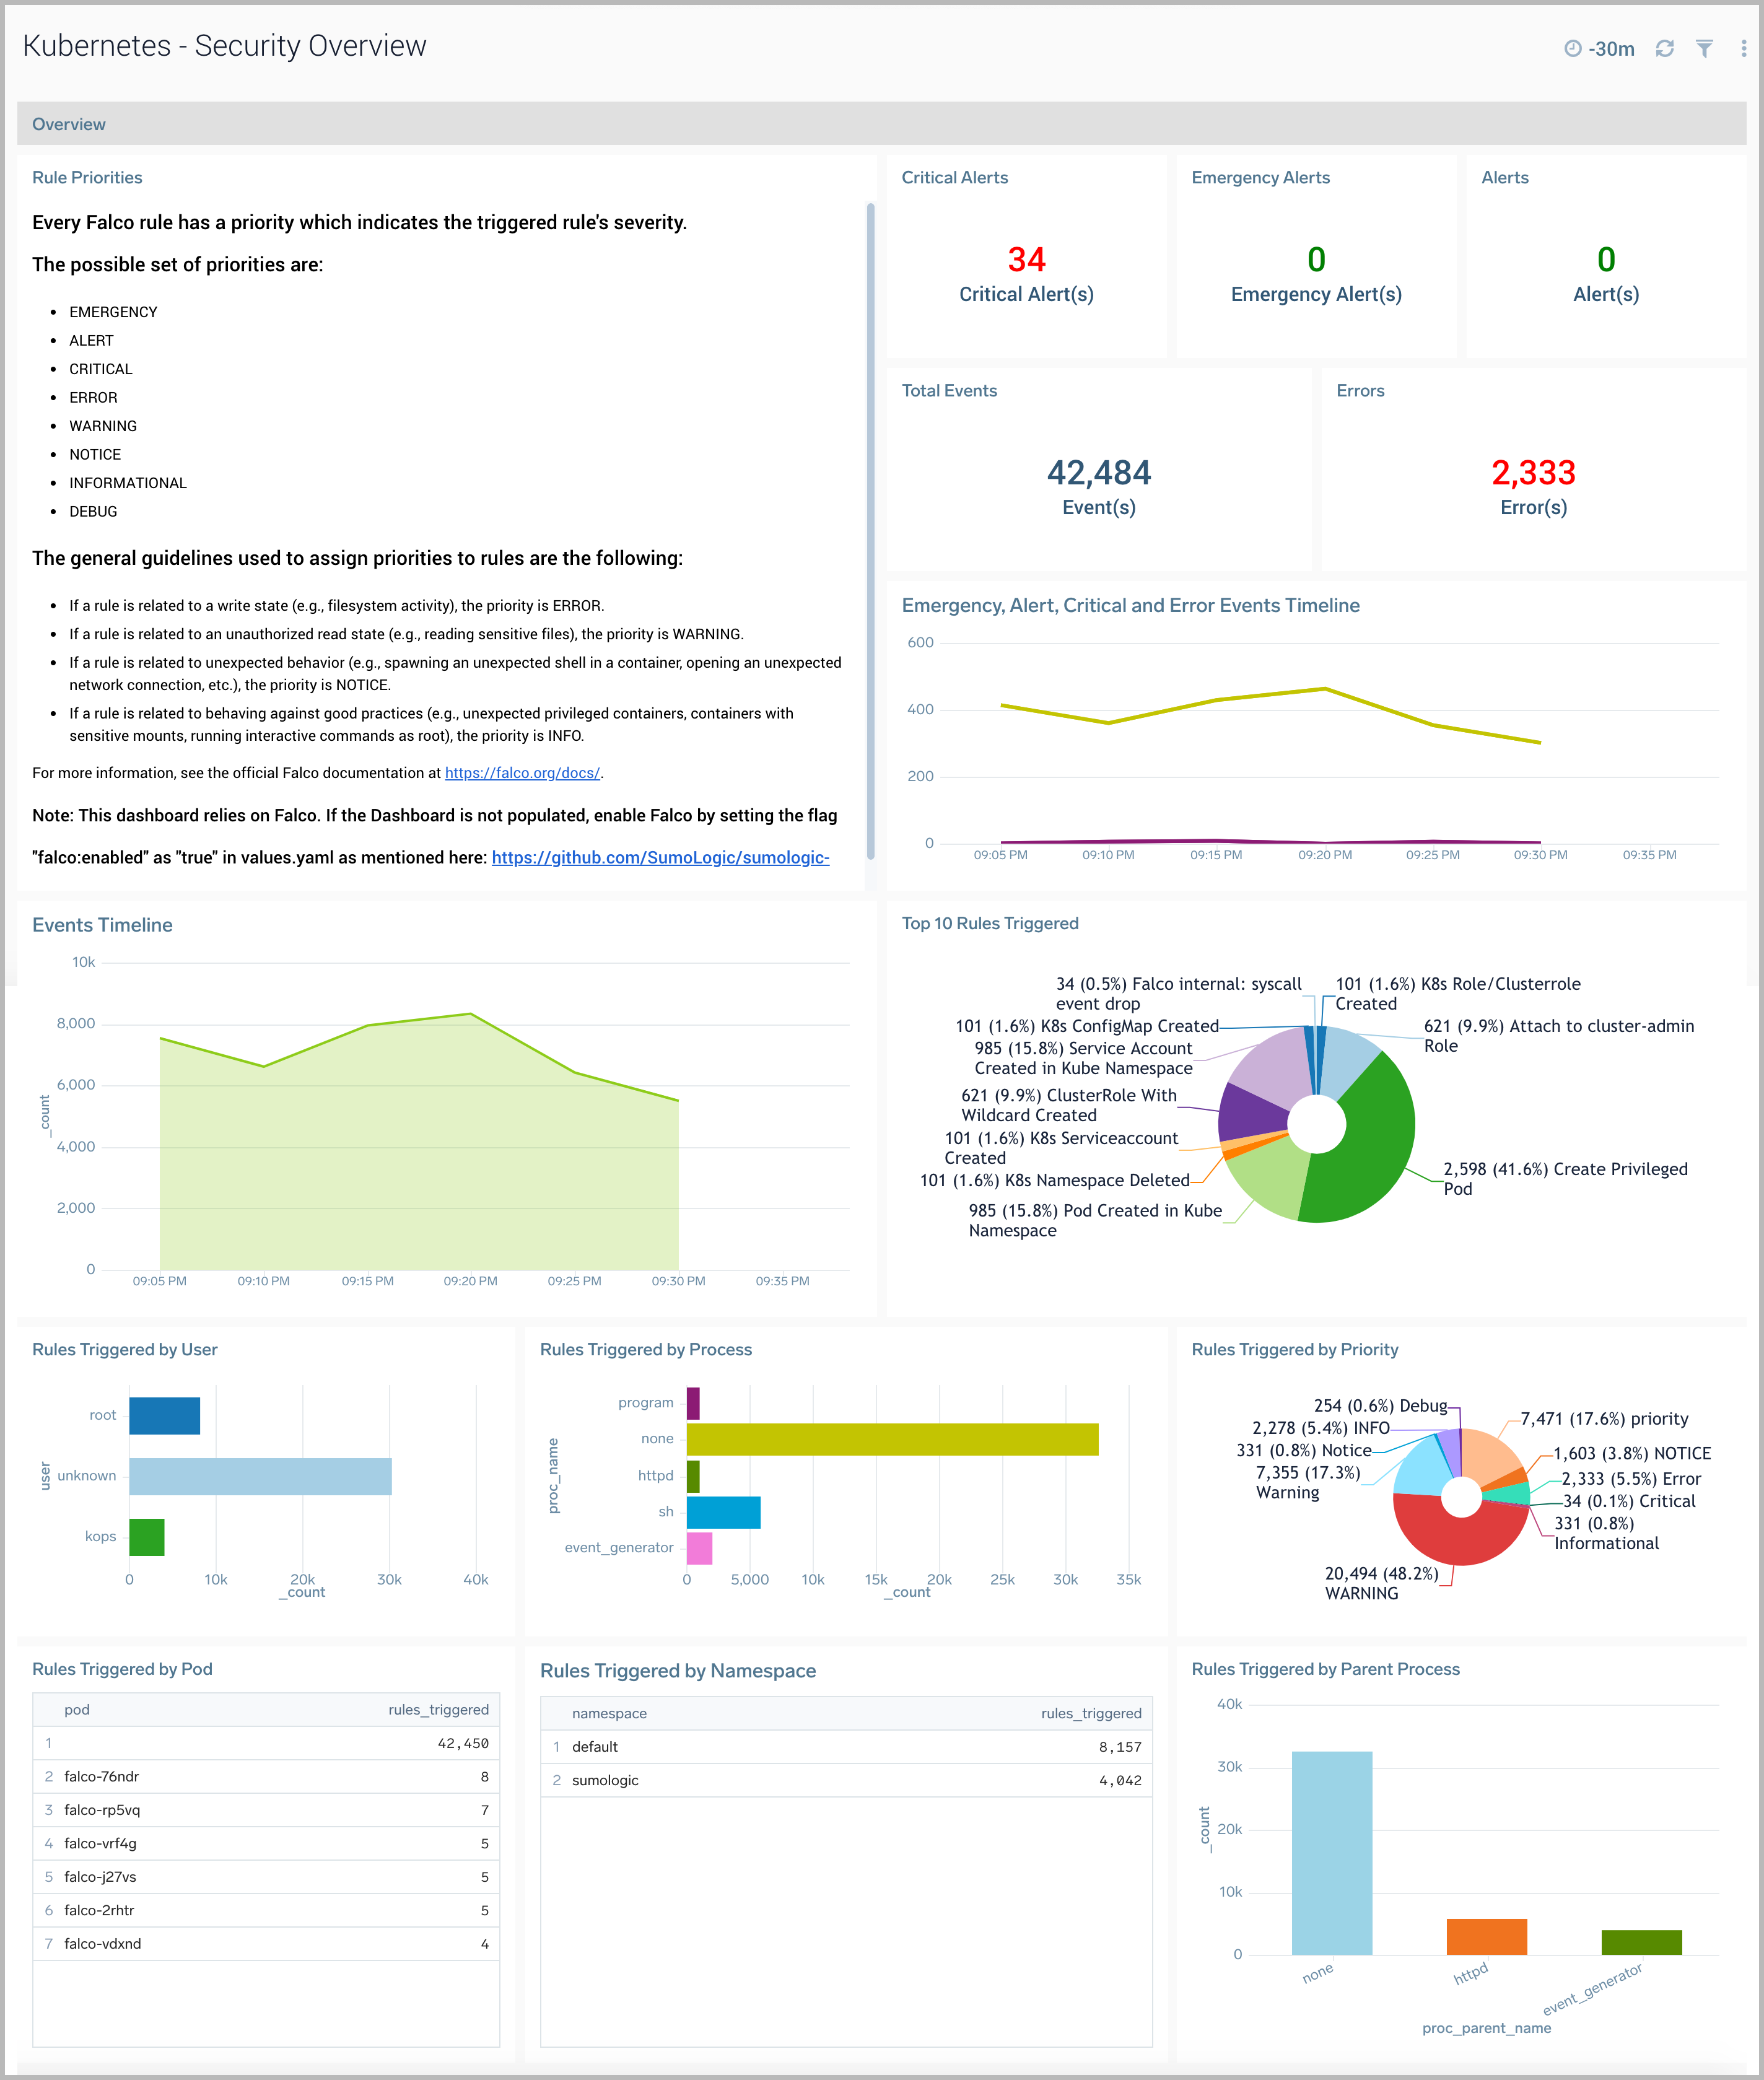 Kubernetes - Security Overview
-30m
Overview
Rule Priorities
Every Falco rule has a priority which indicates the triggered rule's severity.
The possible set of priorities are:
• EMERGENCY
• ALERT
• CRITICAL
• ERROR
• WARNING
• NOTICE
• INFORMATIONAL
• DEBUG
The general guidelines used to assign priorities to rules are the following:
• If a rule is related to a write state (e.g., filesystem activity), the priority is ERROR.
• If a rule is related to an unauthorized read state (e.g., reading sensitive files), the priority is WARNING.
• If a rule is related to unexpected behavior (e.g., spawning an unexpected shell in a container, opening an unexpected
network connection, etc.), the priority is NOTICE.
• If a rule is related to behaving against good practices (e.g., unexpected privileged containers, containers with
sensitive mounts, running interactive commands as root), the priority is INFO.
For more information, see the official Falco documentation at https://falco.org/docs/.
Note: This dashboard relies on Falco. If the Dashboard is not populated, enable Falco by setting the flag
"falco:enabled" as "true" in values.yaml as mentioned here: https://github.com/SumoLogic/sumologic-
Critical Alerts
34
Critical Alert(s)
Emergency Alerts
0
Emergency Alert(s)
Alerts
0
Alert(s)
Total Events
42,484
Event(s)
Errors
2,333
Error(s)
Emergency, Alert, Critical and Error Events Timeline
600
400
200
0
09:05 PM 09:10 PM 09:15 PM 09:20 PM 09:25 PM 09:30 PM 09:35 PM
Events Timeline
10k
8,000
6,000
4,000
2,000
0
_count
09:05 PM 09:10 PM 09:15 PM 09:20 PM 09:25 PM 09:30 PM 09:35 PM
Top 10 Rules Triggered
34 (0.5%) Falco internal: syscall
event drop
101 (1.6%) K8s Role/Clusterrole
Created
101 (1.6%) K8s ConfigMap Created
621 (9.9%) Attach to cluster-admin
Role
985 (15.8%) Service Account
Created in Kube Namespace
621 (9.9%) ClusterRole With
Wildcard Created
101 (1.6%) K8s Serviceaccount
Created
101 (1.6%) K8s Namespace Deleted
2,598 (41.6%) Create Privileged
Pod
985 (15.8%) Pod Created in Kube
Namespace
Rules Triggered by User
user
root
unknown
kops
0 10k 20k 30k 40k
_count
Rules Triggered by Process
proc_name
program
none
httpd
sh
event_generator
0 5,000 10k 15k 20k 25k 30k 35k
_count
Rules Triggered by Priority
254 (0.6%) Debug
7,471 (17.6%) priority
2,278 (5.4%) INFO
331 (0.8%) Notice
1,603 (3.8%) NOTICE
7,355 (17.3%)
Warning
2,333 (5.5%) Error
34 (0.1%) Critical
331 (0.8%)
Informational
20,494 (48.2%)
WARNING
Rules Triggered by Pod
pod rules_triggered
1 42,450
2 falco-76ndr 8
3 falco-rp5vq 7
4 falco-vrf4g 5
5 falco-j27vs 5
6 falco-2rhtr 5
7 falco-vdxnd 4
Rules Triggered by Namespace
namespace rules_triggered
1 default 8,157
2 sumologic 4,042
Rules Triggered by Parent Process
40k
30k
20k
10k
0
_count
none httpd event_generator
proc_parent_name